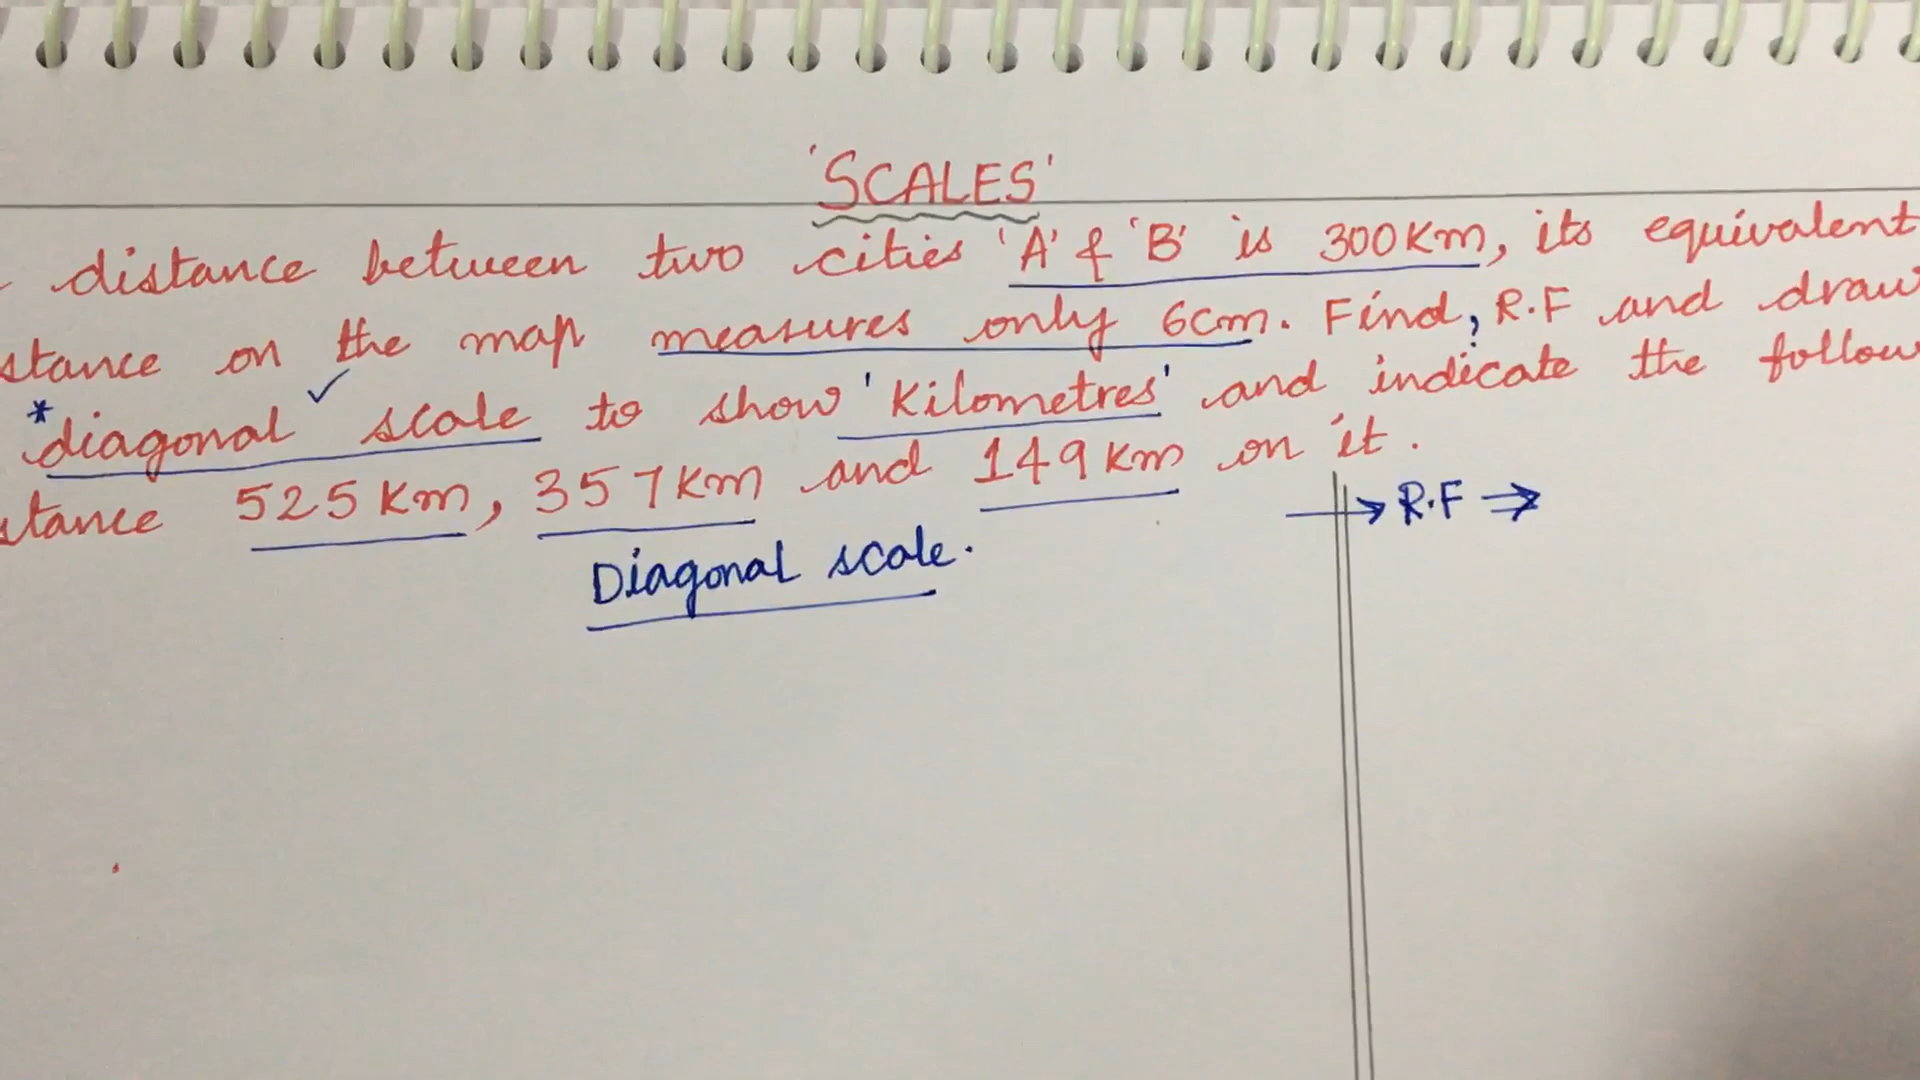 'SCALES'
distance between two cities 'A' & 'B' is 300Km, its equivalent
stance on the map measures only 6cm. Find, R.F and draw
*diagonal scale to show 'Kilometres' and indicate the follow
stance 525 Km, 357 Km and 149 Km on it.
→ R.F →
Diagonal scale.